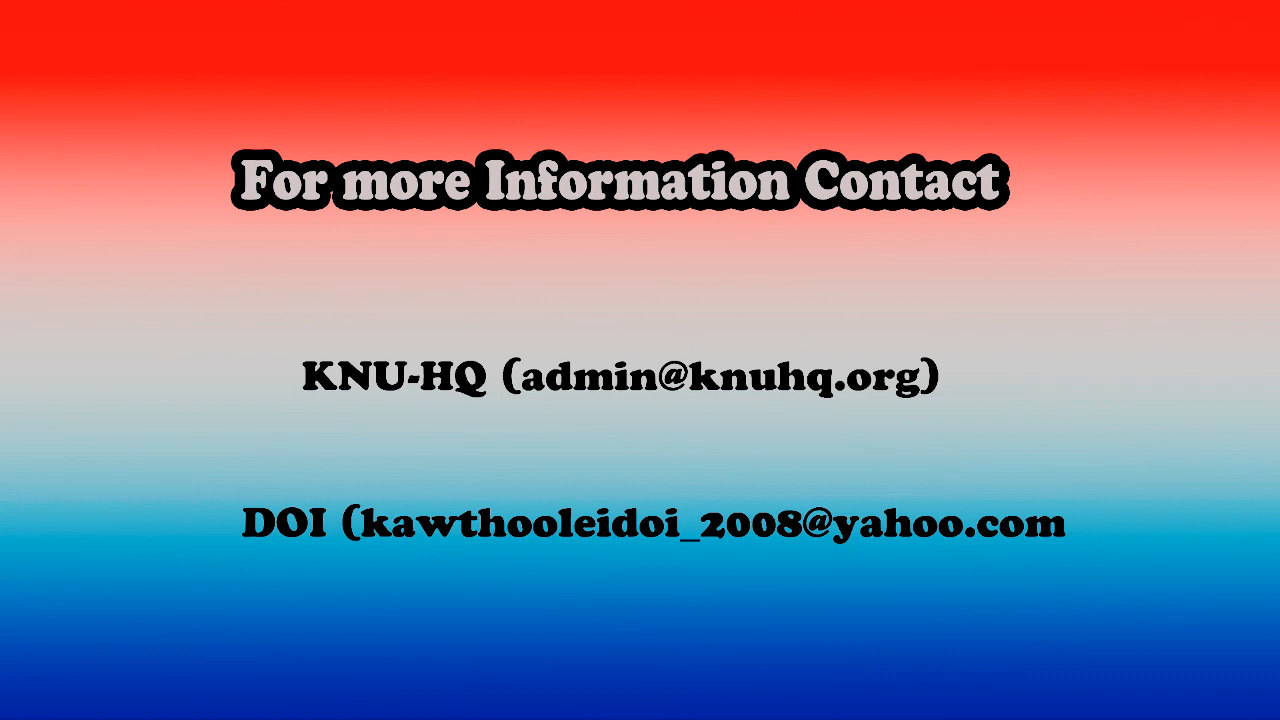 For more Information Contact
KNU-HQ (admin@knuhq.org)
DOI (kawthooleidoi_2008@yahoo.com